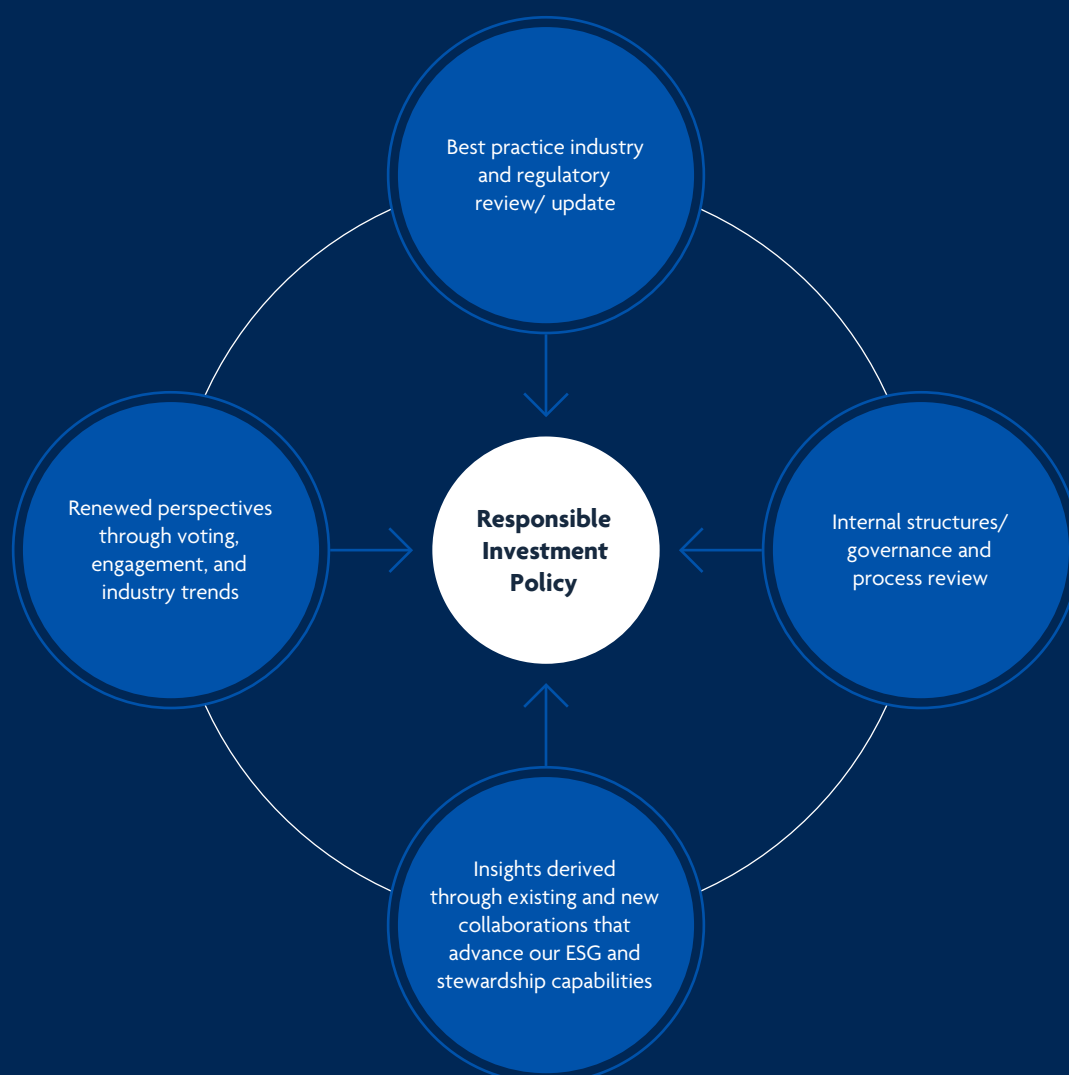 Best practice industry
and regulatory
review/ update
Renewed perspectives
through voting,
engagement, and
industry trends
Responsible
Investment
Policy
Internal structures/
governance and
process review
Insights derived
through existing and new
collaborations that
advance our ESG and
stewardship capabilities